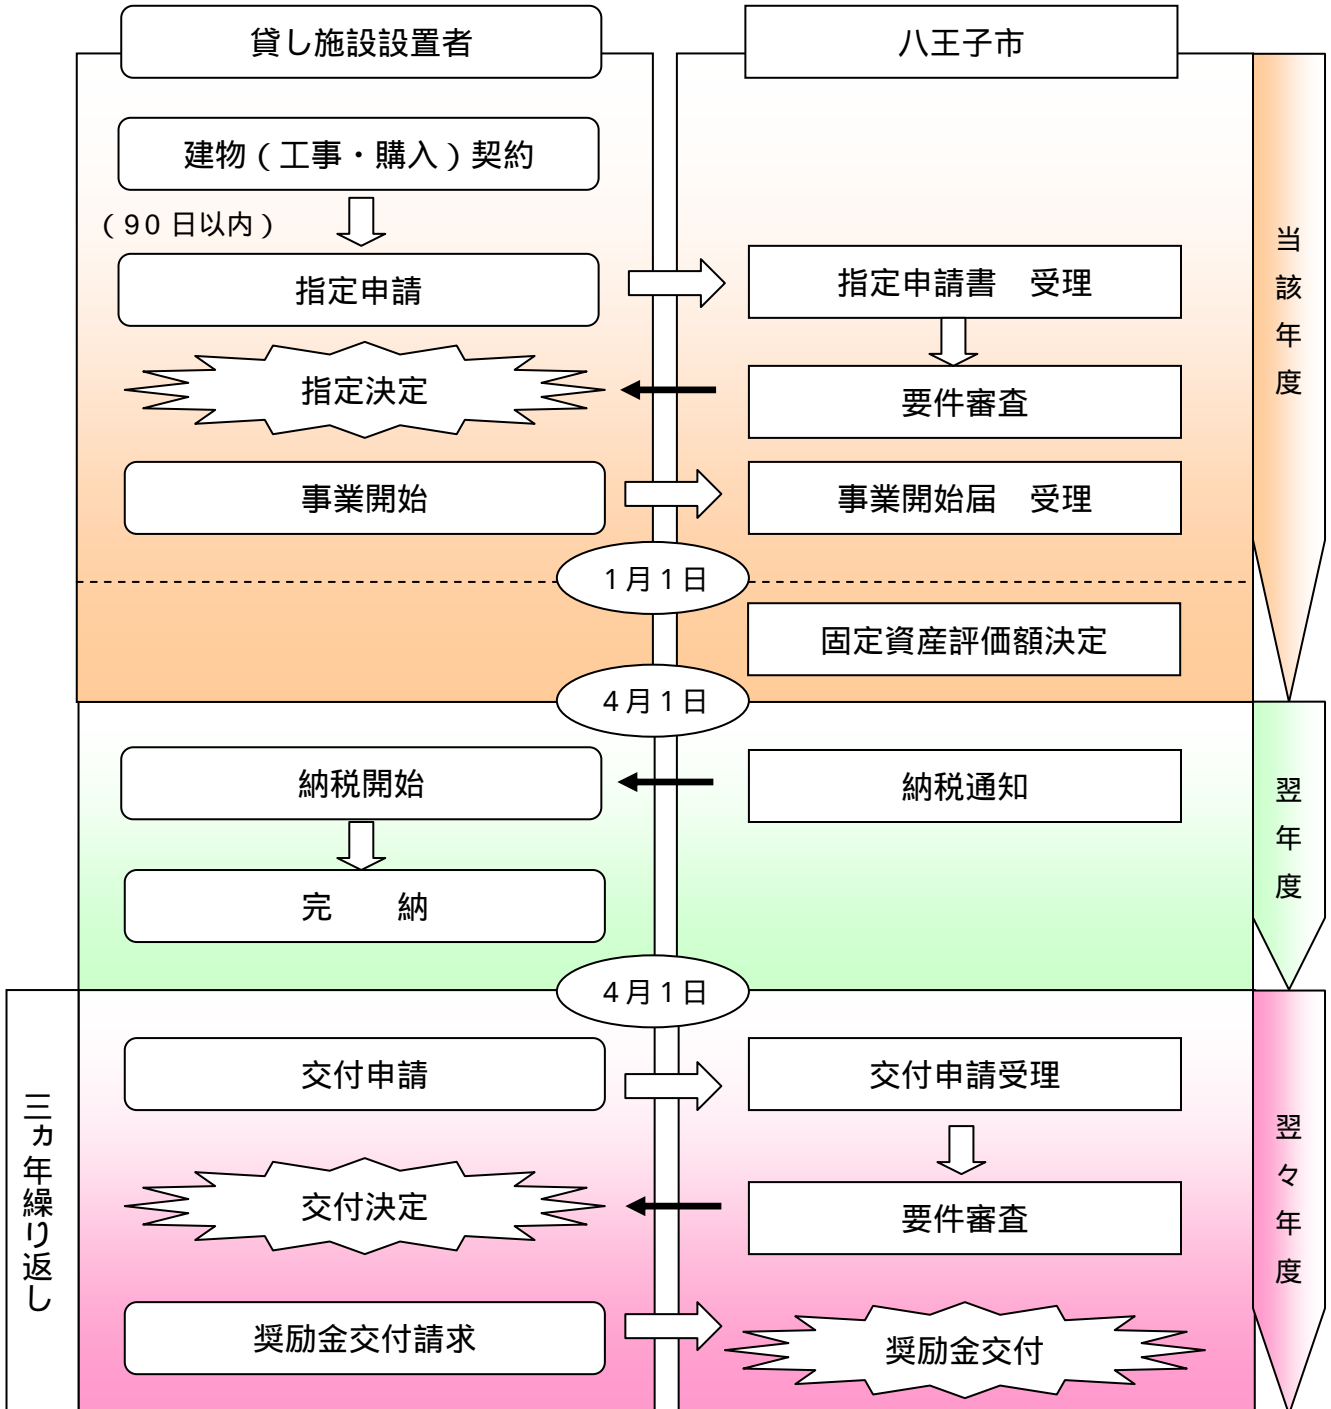 貸し施設設置者
八王子市
建物（工事・購入）契約
（90日以内）
指定申請
指定申請書　受理
指定決定
要件審査
事業開始
事業開始届　受理
1月1日
固定資産評価額決定
当該年度
4月1日
納税開始
納税通知
完　　納
翌年度
4月1日
交付申請
交付申請受理
交付決定
要件審査
奨励金交付請求
奨励金交付
翌々年度
三ヵ年繰り返し